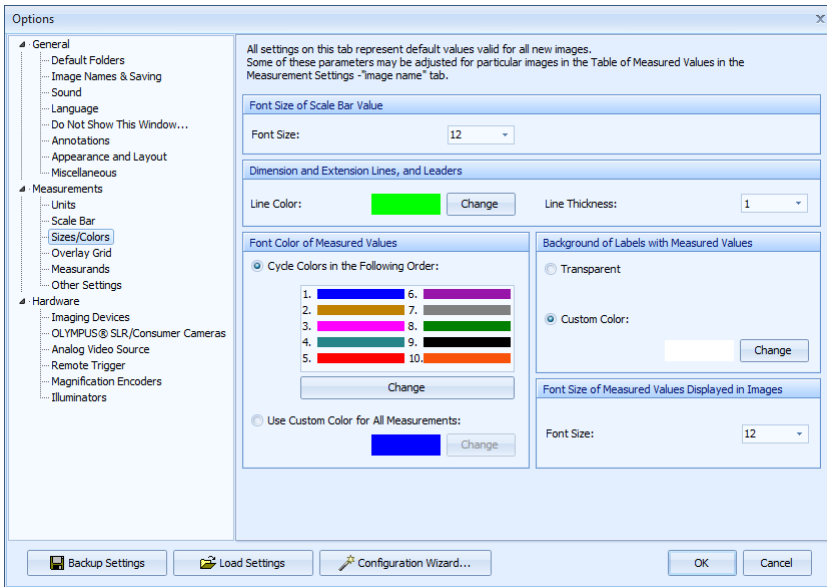 Options
x
General
Default Folders
Image Names & Saving
Sound
Language
Do Not Show This Window...
Annotations
Appearance and Layout
Miscellaneous
Measurements
Units
Scale Bar
Sizes/Colors
Overlay Grid
Measurands
Other Settings
Hardware
Imaging Devices
OLYMPUS® SLR/Consumer Cameras
Analog Video Source
Remote Trigger
Magnification Encoders
Illuminators
All settings on this tab represent default values valid for all new images.
Some of these parameters may be adjusted for particular images in the Table of Measured Values in the
Measurement Settings -"image name" tab.
Font Size of Scale Bar Value
Font Size: 12
Dimension and Extension Lines, and Leaders
Line Color: Change Line Thickness: 1
Font Color of Measured Values
Cycle Colors in the Following Order:
1. 6.
2. 7.
3. 8.
4. 9.
5. 10.
Change
Use Custom Color for All Measurements:
Change
Background of Labels with Measured Values
Transparent
Custom Color:
Change
Font Size of Measured Values Displayed in Images
Font Size: 12
Backup Settings Load Settings Configuration Wizard... OK Cancel